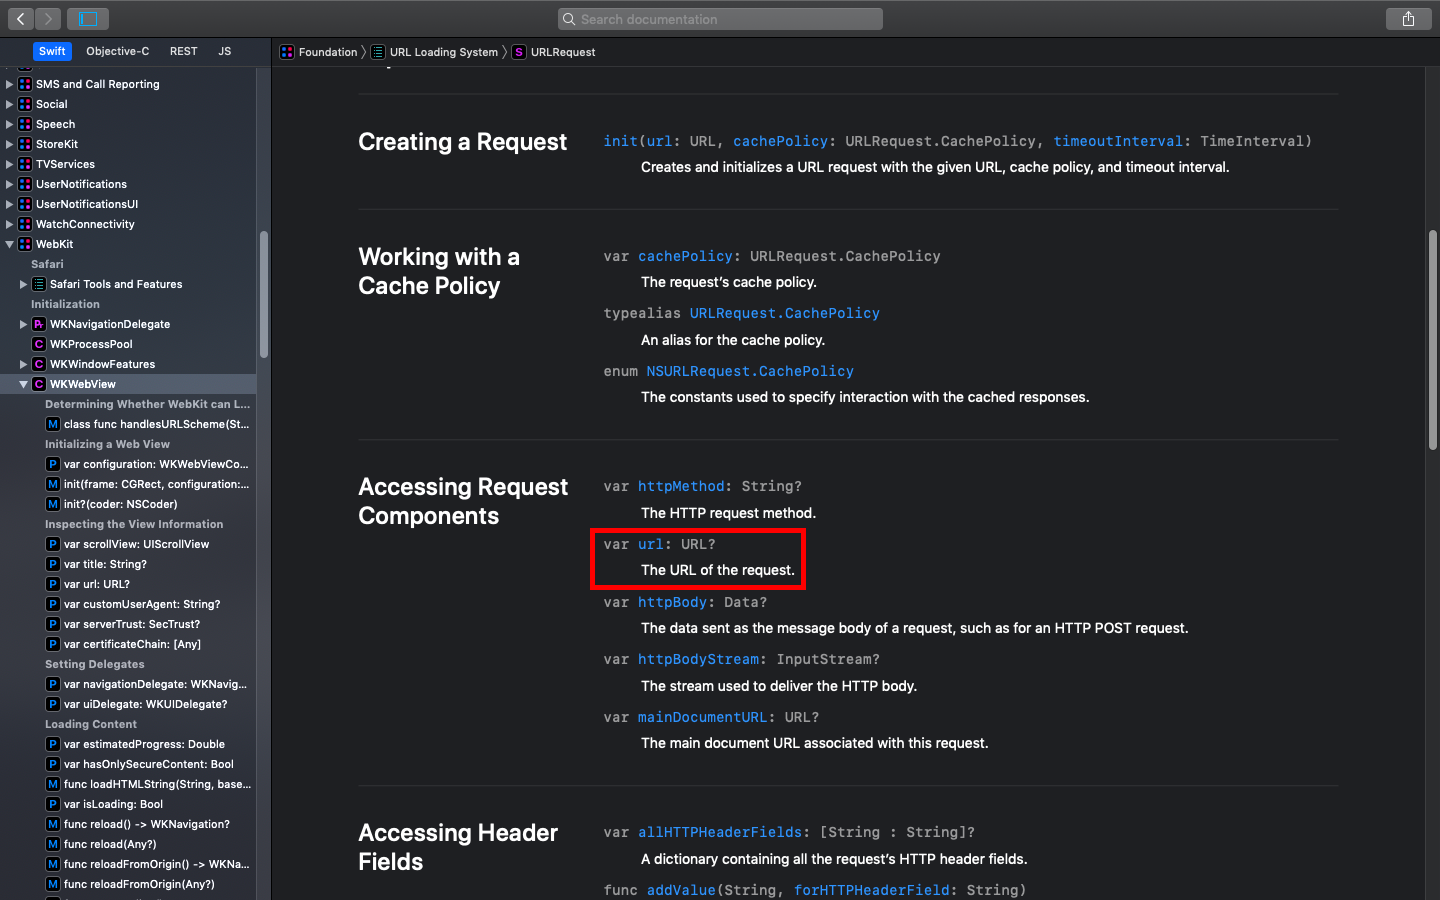 Search documentation
Swift
Objective-C
REST
JS
Foundation
URL Loading System
S URLRequest
SMS and Call Reporting
Social
Speech
StoreKit
TVServices
UserNotifications
UserNotificationsUI
WatchConnectivity
WebKit
Safari
Safari Tools and Features
Initialization
Pr WKNavigationDelegate
C WKProcessPool
C WKWindowFeatures
C WKWebView
Determining Whether WebKit can L...
M class func handlesURLScheme(St...
Initializing a Web View
P var configuration: WKWebViewCo...
M init(frame: CGRect, configuration:...
M init?(coder: NSCoder)
Inspecting the View Information
P var scrollView: UIScrollView
P var title: String?
P var url: URL?
P var customUserAgent: String?
P var serverTrust: SecTrust?
P var certificateChain: [Any]
Setting Delegates
P var navigationDelegate: WKNavig...
P var uiDelegate: WKUIDelegate?
Loading Content
P var estimatedProgress: Double
P var hasOnlySecureContent: Bool
M func loadHTMLString(String, base...
P var isLoading: Bool
M func reload() -> WKNavigation?
M func reload(Any?)
M func reloadFromOrigin() -> WKNa...
M func reloadFromOrigin(Any?)
Creating a Request
init(url: URL, cachePolicy: URLRequest.CachePolicy, timeoutInterval: TimeInterval)
Creates and initializes a URL request with the given URL, cache policy, and timeout interval.
Working with a
Cache Policy
var cachePolicy: URLRequest.CachePolicy
The request’s cache policy.
typealias URLRequest.CachePolicy
An alias for the cache policy.
enum NSURLRequest.CachePolicy
The constants used to specify interaction with the cached responses.
Accessing Request
Components
var httpMethod: String?
The HTTP request method.
var url: URL?
The URL of the request.
var httpBody: Data?
The data sent as the message body of a request, such as for an HTTP POST request.
var httpBodyStream: InputStream?
The stream used to deliver the HTTP body.
var mainDocumentURL: URL?
The main document URL associated with this request.
Accessing Header
Fields
var allHTTPHeaderFields: [String : String]?
A dictionary containing all the request’s HTTP header fields.
func addValue(String, forHTTPHeaderField: String)